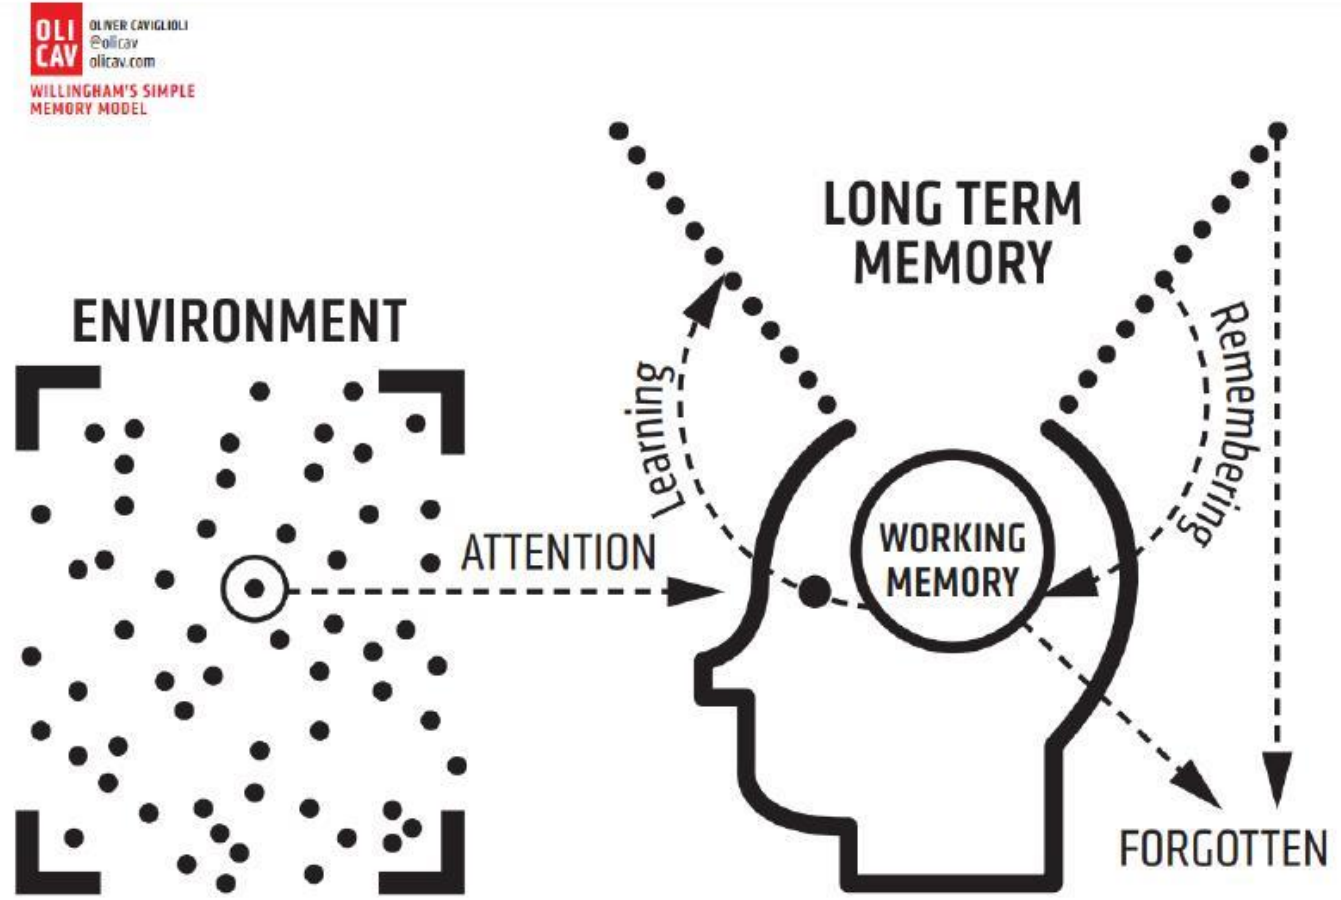 OLI
CAV
OLIVER CAVIGLIOLI
@olicav
olicav.com
WILLINGHAM'S SIMPLE
MEMORY MODEL
LONG TERM
MEMORY
ENVIRONMENT
Learning
Remembering
ATTENTION
WORKING
MEMORY
FORGOTTEN